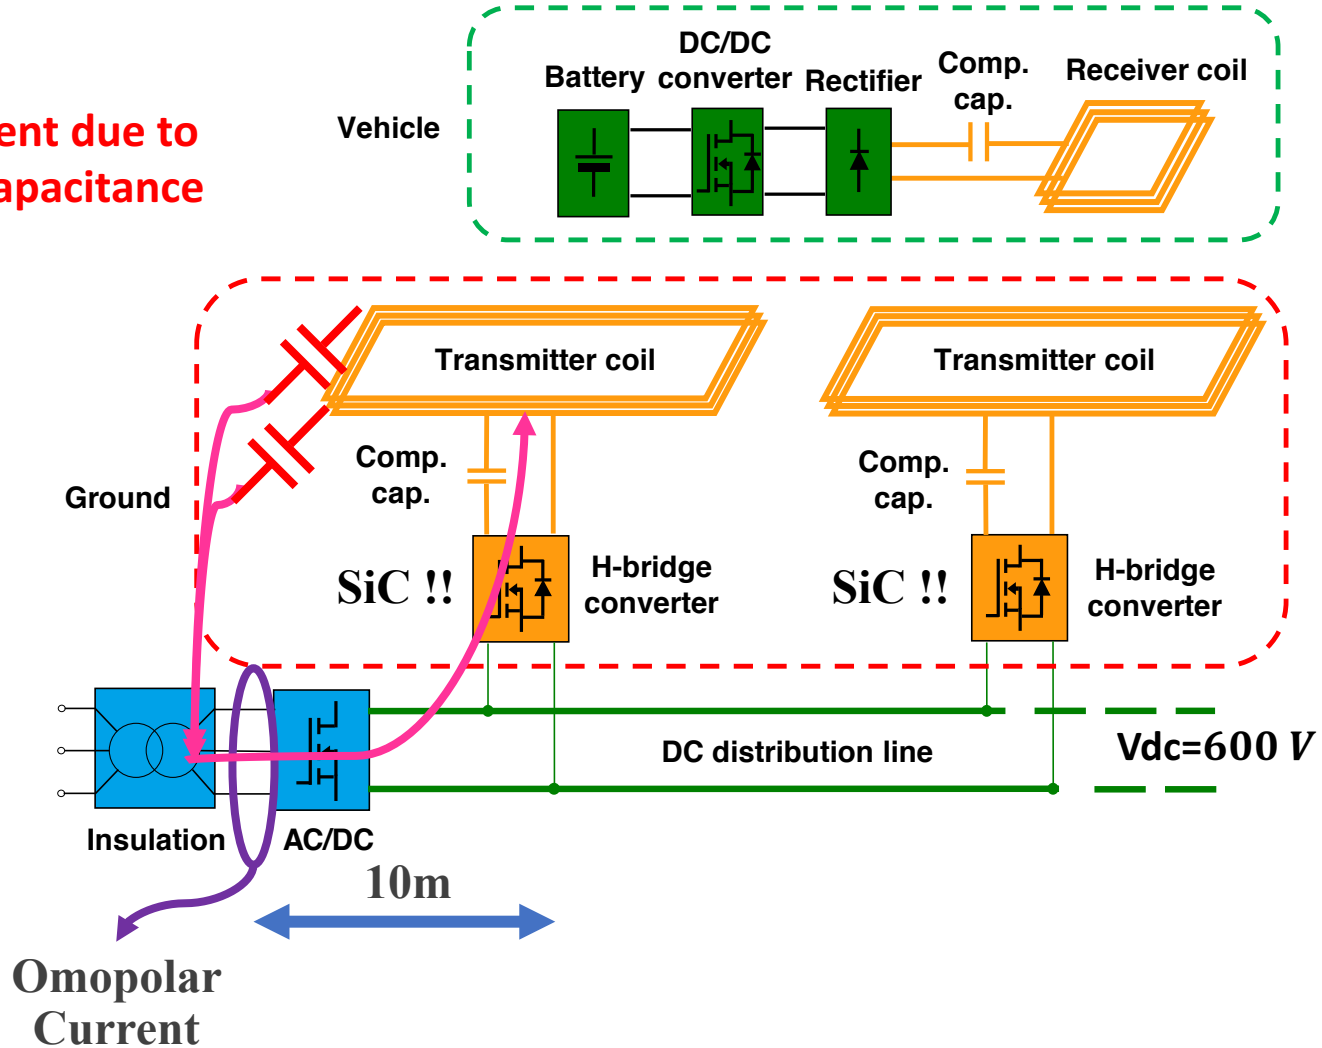 DC/DC
Battery converter Rectifier
Comp.
cap.
Receiver coil
Vehicle
ent due to
apacitance
Transmitter coil
Transmitter coil
Comp.
cap.
Comp.
cap.
Ground
SiC !!
H-bridge
converter
SiC !!
H-bridge
converter
DC distribution line
Vdc=600 V
Insulation
AC/DC
10m
Omopolar
Current